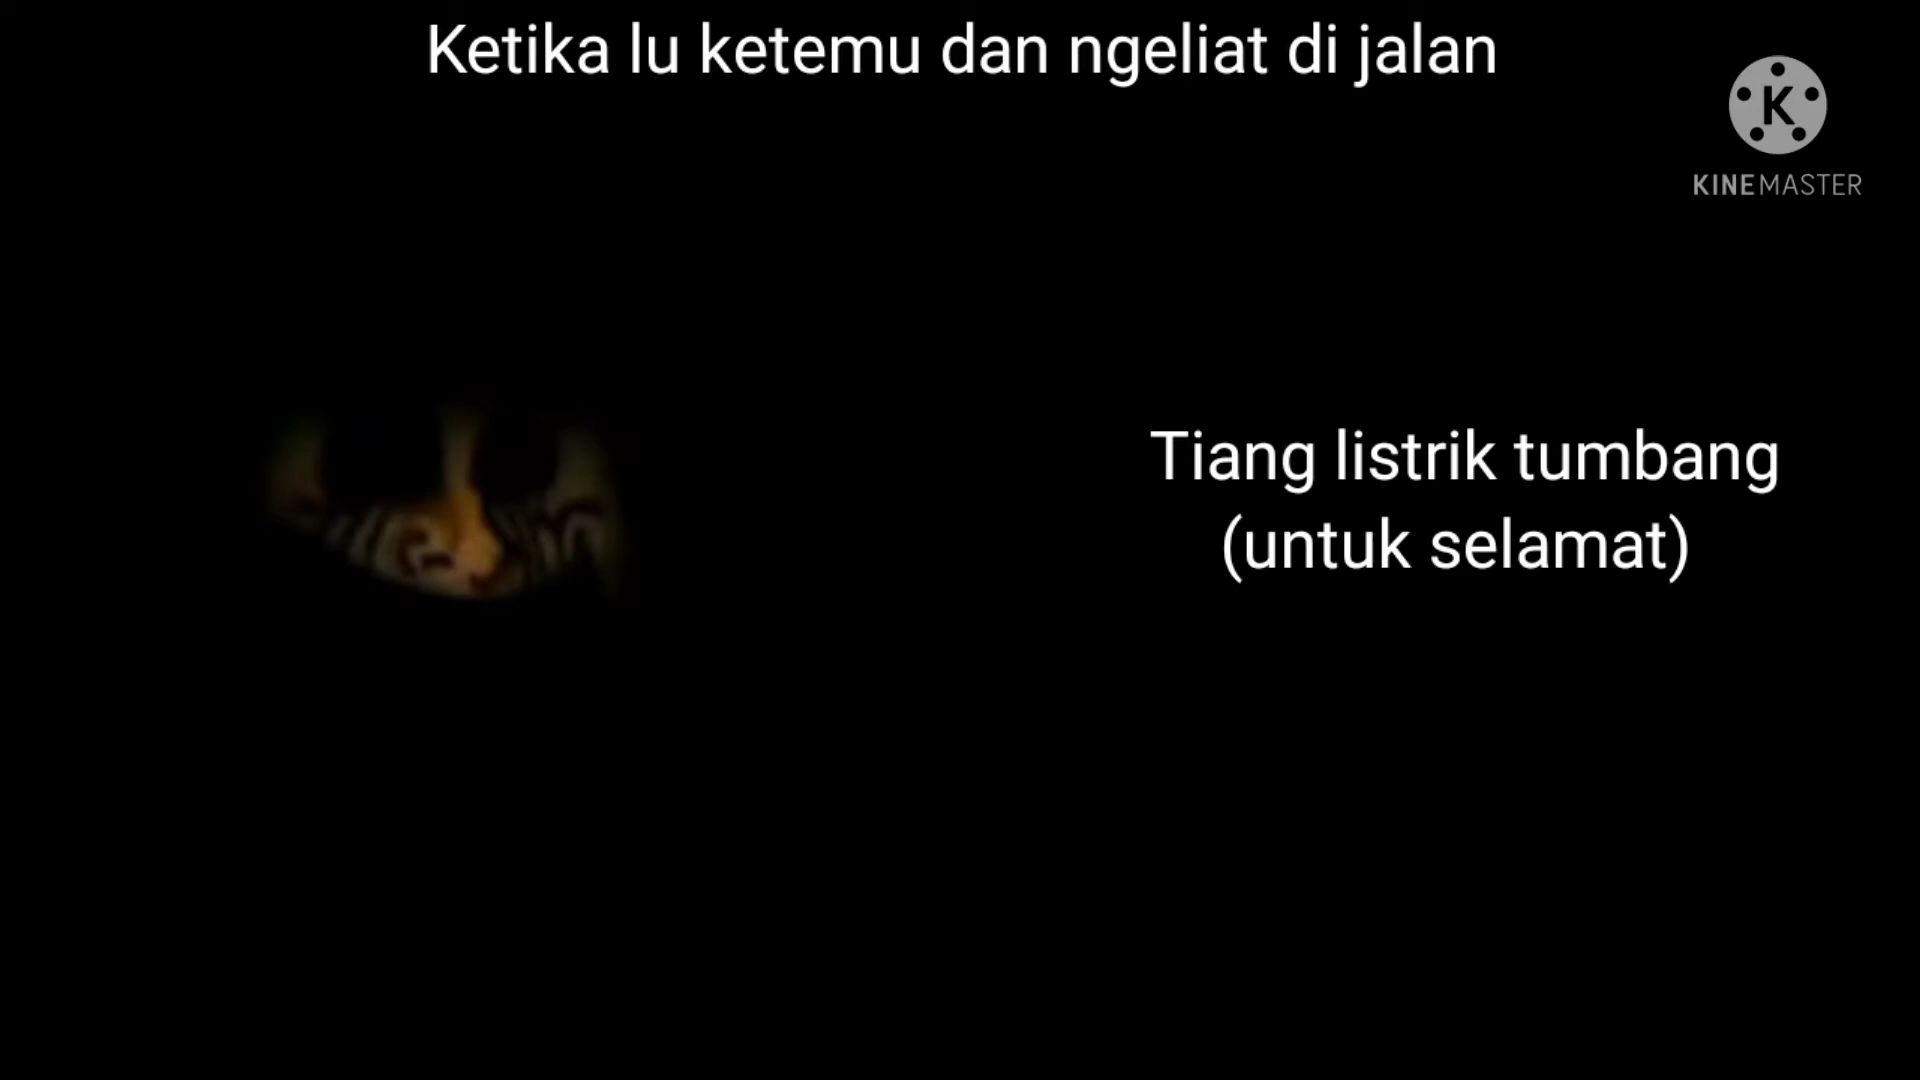 Ketika lu ketemu dan ngeliat di jalan
K
KINEMASTER
Tiang listrik tumbang
(untuk selamat)